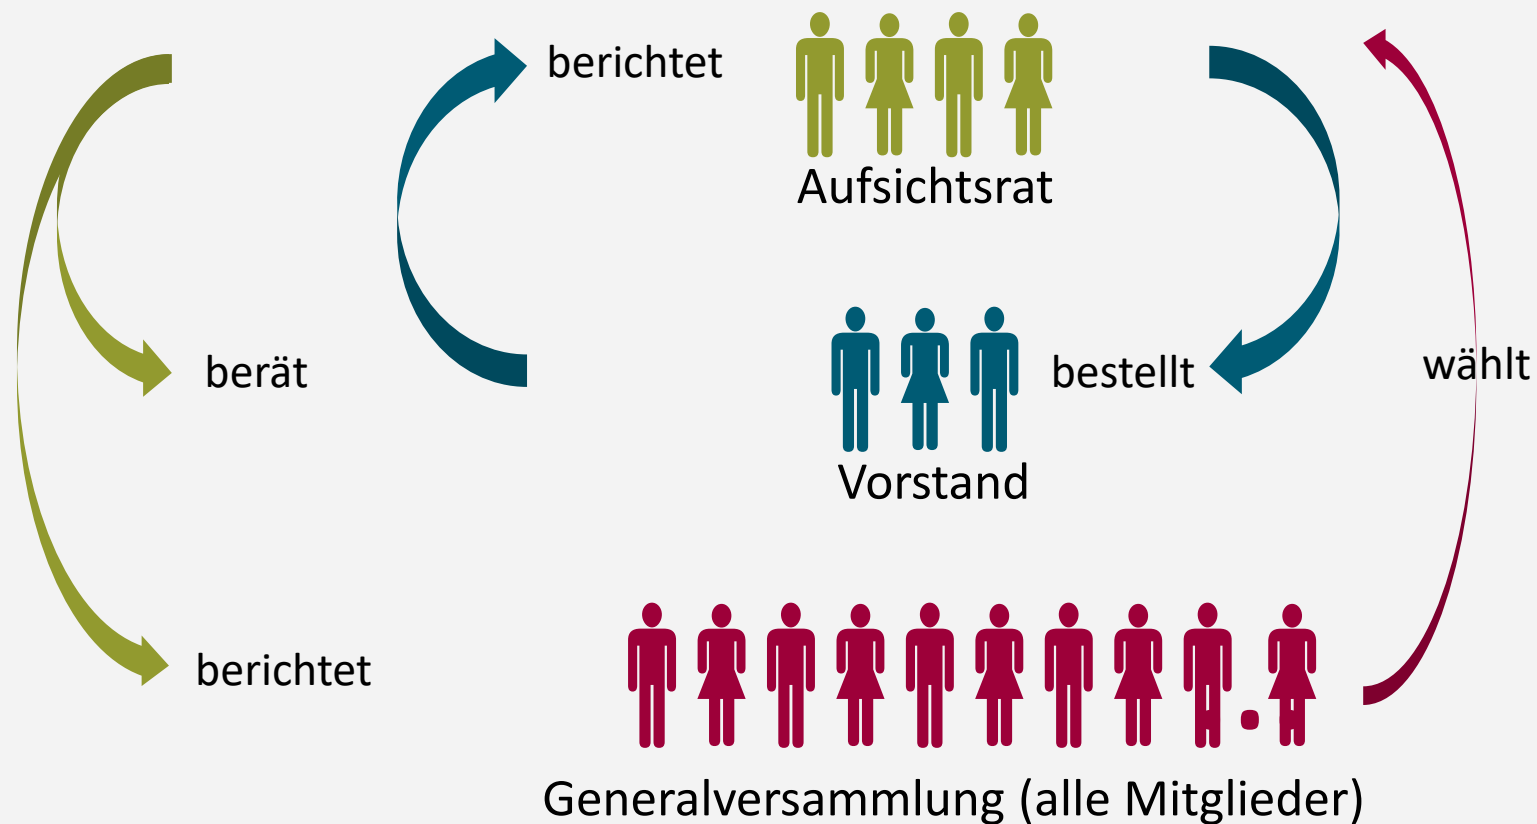 berichtet
Aufsichtsrat
berät
bestellt
wählt
Vorstand
berichtet
Generalversammlung (alle Mitglieder)